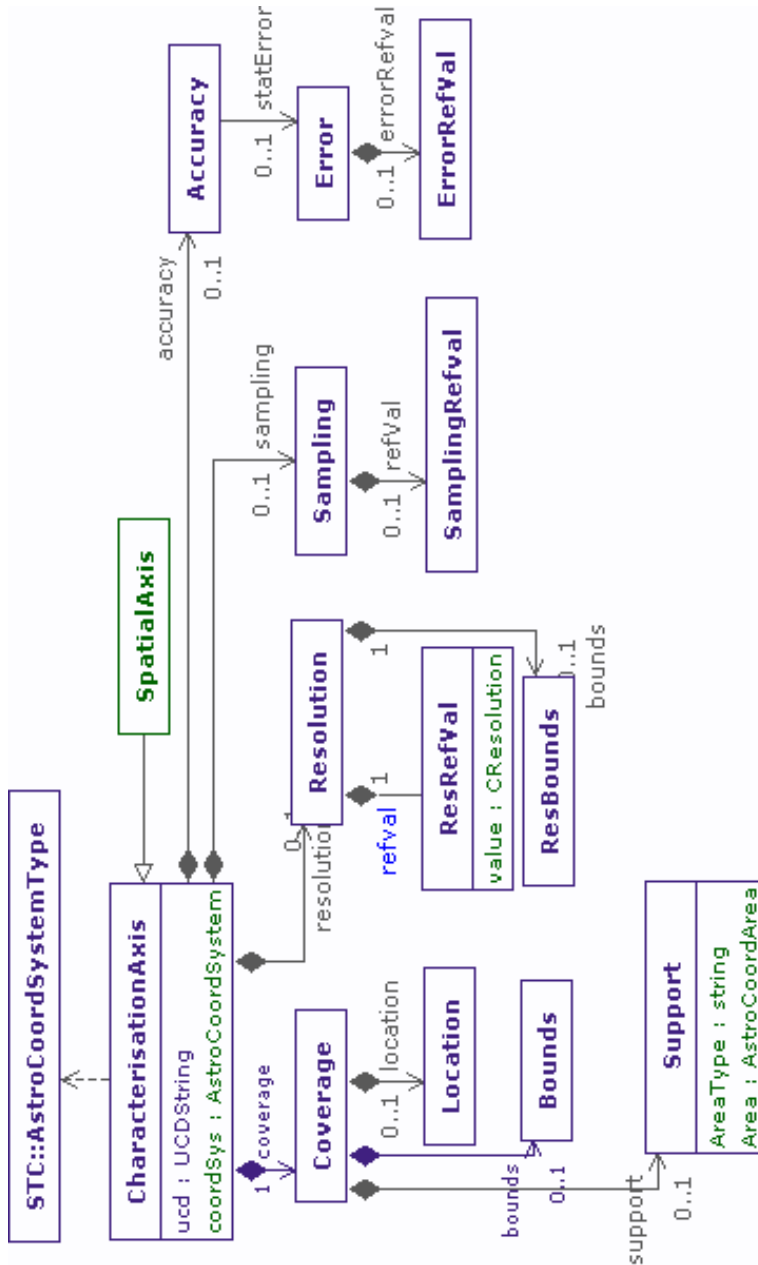 STC::AstroCoordSystemType
CharacterisationAxis
ucd : UCDString
coordSys : AstroCoordSystem
SpatialAxis
accuracy
0..1
Accuracy
0..1
statError
Error
0..1
errorRefval
ErrorRefVal
0..1
sampling
Sampling
0..1
refVal
SamplingRefval
0..1
resolution
Resolution
refval
1
ResRefVal
value : CResolution
1
0..1
bounds
ResBounds
1
coverage
Coverage
0..1
location
Location
bounds
0..1
Bounds
support
0..1
Support
AreaType : string
Area : AstroCoordArea